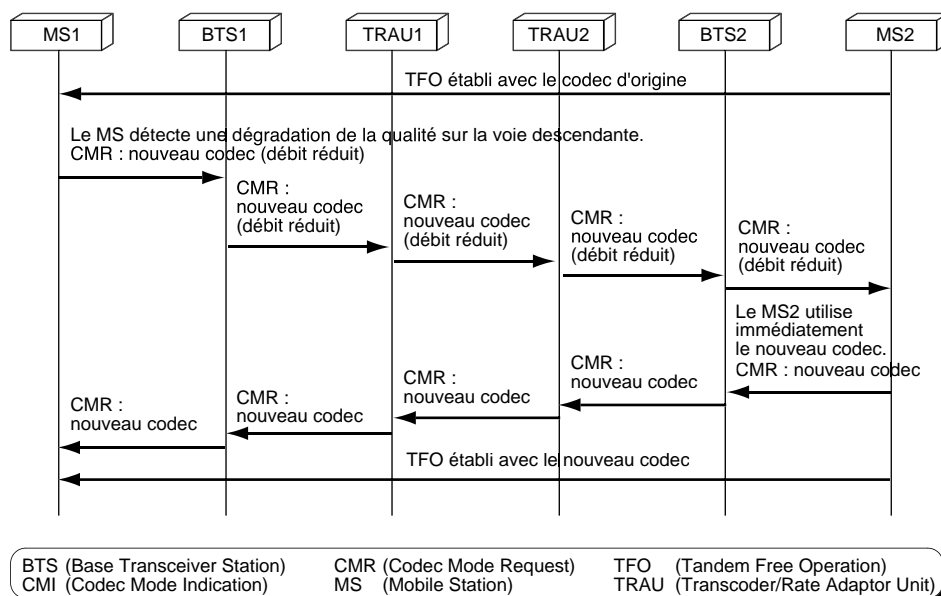 MS1
BTS1
TRAU1
TRAU2
BTS2
MS2
TFO établi avec le codec d'origine
Le MS détecte une dégradation de la qualité sur la voie descendante.
CMR : nouveau codec (débit réduit)
CMR :
nouveau codec
(débit réduit)
CMR :
nouveau codec
(débit réduit)
CMR :
nouveau codec
(débit réduit)
CMR :
nouveau codec
(débit réduit)
Le MS2 utilise
immédiatement
le nouveau codec.
CMR : nouveau codec
CMR :
nouveau codec
CMR :
nouveau codec
CMR :
nouveau codec
CMR :
nouveau codec
TFO établi avec le nouveau codec
BTS (Base Transceiver Station)
CMR (Codec Mode Request)
TFO (Tandem Free Operation)
CMI (Codec Mode Indication)
MS (Mobile Station)
TRAU (Transcoder/Rate Adaptor Unit)